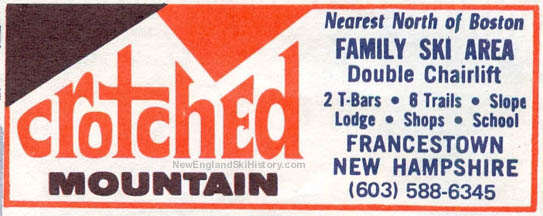 crotched
MOUNTAIN
NewEnglandSkiHistory.com
Nearest North of Boston
FAMILY SKI AREA
Double Chairlift
2 T-Bars • 6 Trails • Slope
Lodge • Shops • School
FRANCESTOWN
NEW HAMPSHIRE
(603) 588-6345